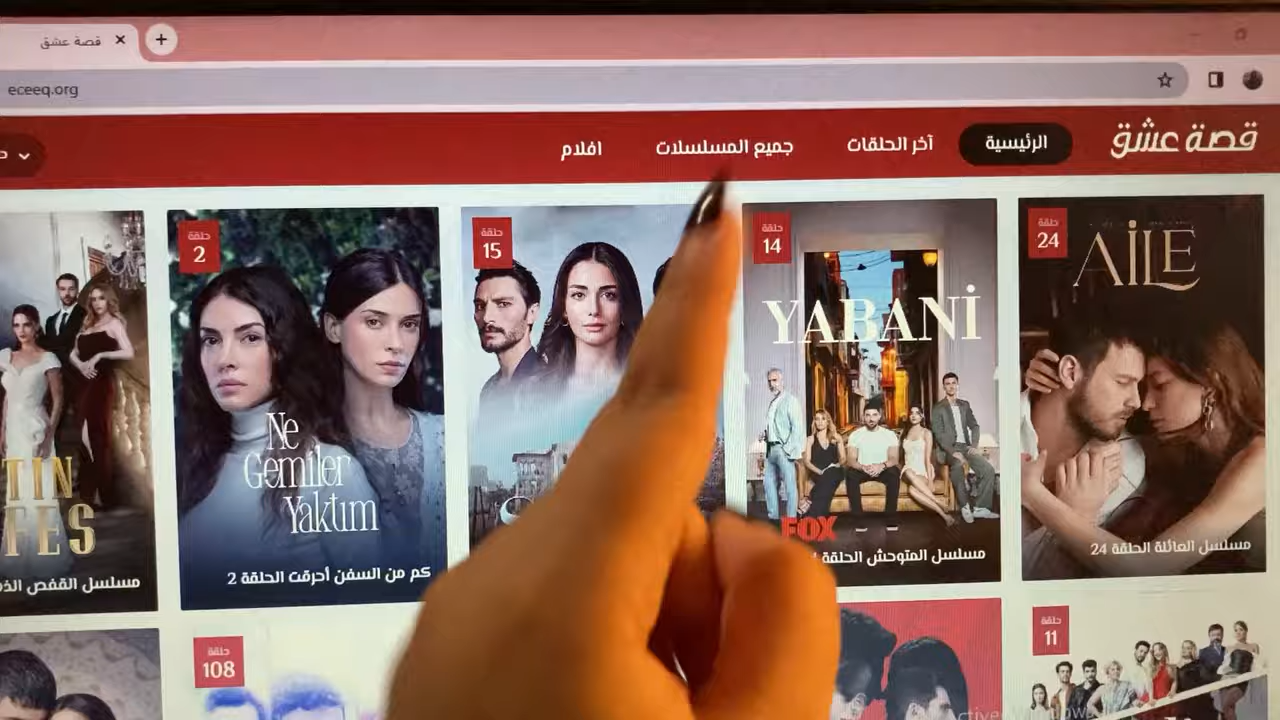 قصة عشق
eceeq.org
قصة عشق
الرئيسية
آخر الحلقات
جميع المسلسلات
افلام
حلقة
24
AİLE
مسلسل العائلة الحلقة 24
حلقة
14
YABANİ
FOX
مسلسل المتوحش الحلقة
حلقة
15
حلقة
2
Ne
Gemiler
Yaktım
كم من السفن أحرقت الحلقة 2
TIN
FES
مسلسل القفص
حلقة
11
حلقة
108